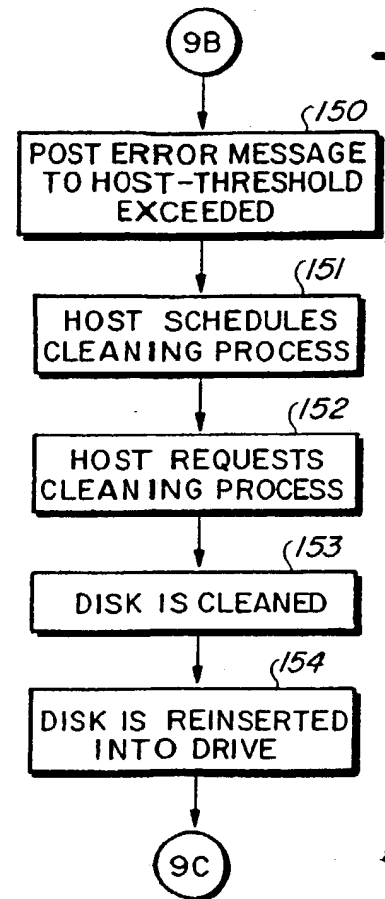 9B
150
POST ERROR MESSAGE
TO HOST-THRESHOLD
EXCEEDED
151
HOST SCHEDULES
CLEANING PROCESS
152
HOST REQUESTS
CLEANING PROCESS
153
DISK IS CLEANED
154
DISK IS REINSERTED
INTO DRIVE
9C